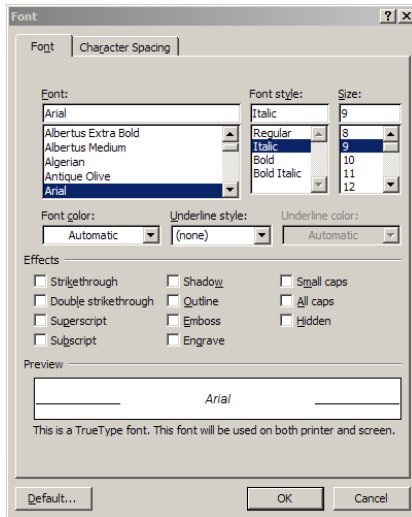 Font
Font Character Spacing
Font: Font style: Size:
Arial Italic 9
Albertus Extra Bold Regular 8
Albertus Medium Italic 9
Algerian Bold 10
Antique Olive Bold Italic 11
Arial 12
Font color: Underline style: Underline color:
Automatic (none) Automatic
Effects
Strikethrough Shadow Small caps
Double strikethrough Outline All caps
Superscript Emboss Hidden
Subscript Engrave
Preview
Arial
This is a TrueType font. This font will be used on both printer and screen.
Default... OK Cancel